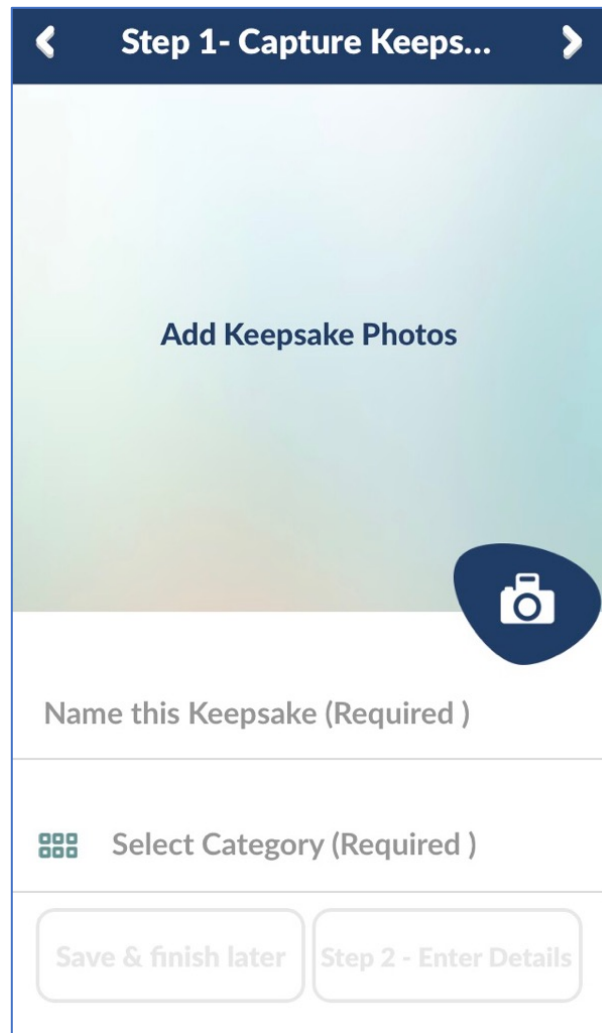 Step 1- Capture Keeps...
Add Keepsake Photos
Name this Keepsake (Required )
Select Category (Required )
Save & finish later
Step 2 - Enter Details